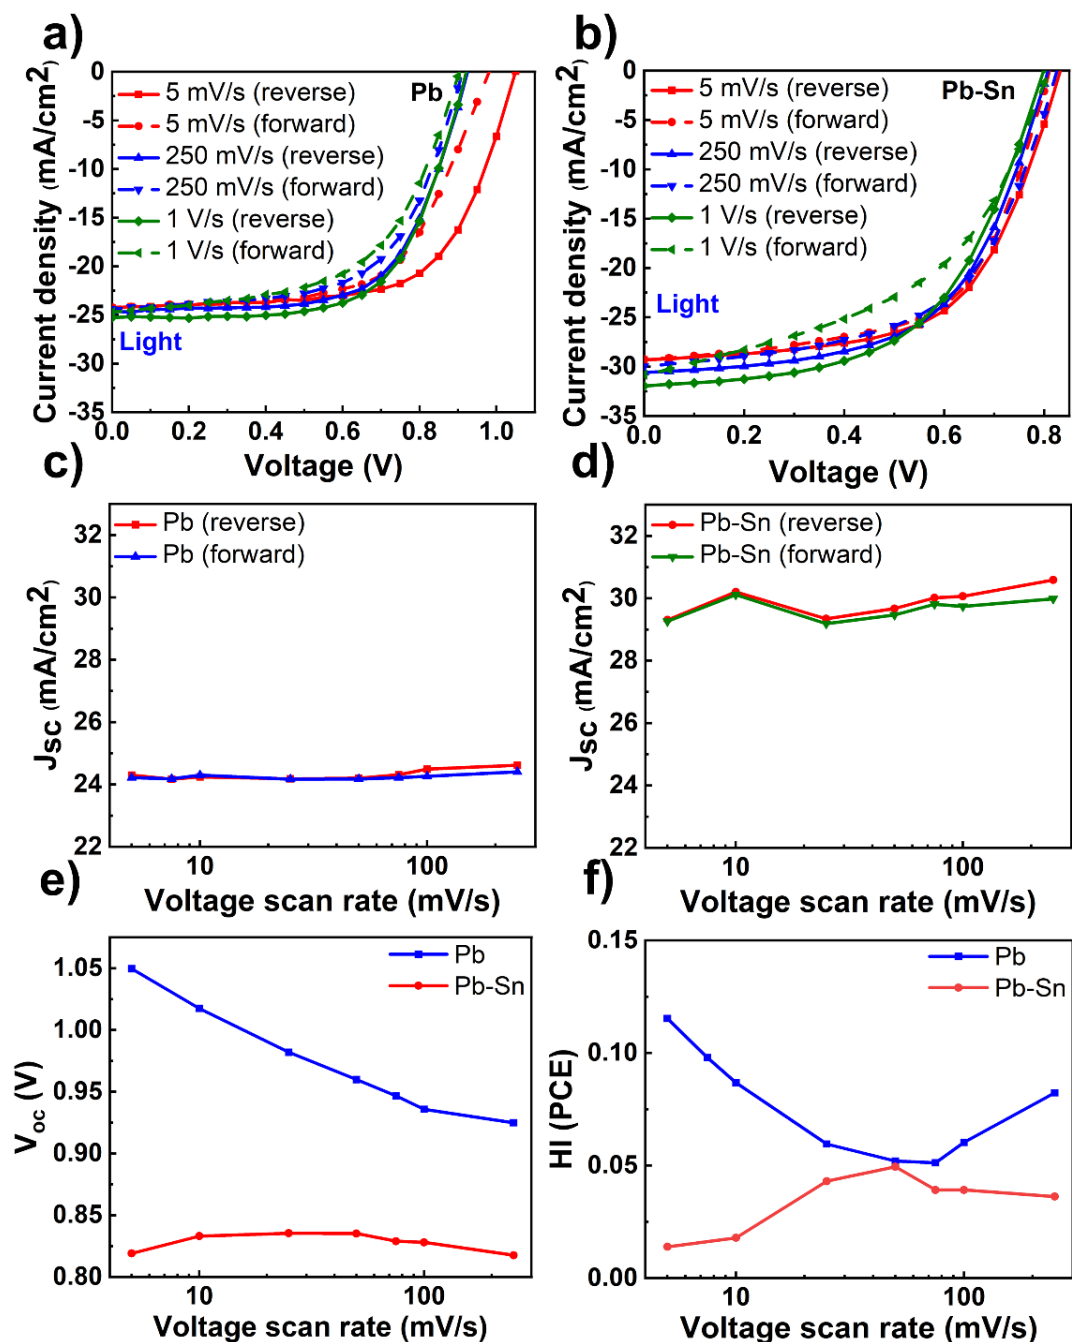 a)
0
-5
-10
-15
-20
-25
-30
-35
Current density (mA/cm2)
5 mV/s (reverse)
5 mV/s (forward)
250 mV/s (reverse)
250 mV/s (forward)
1 V/s (reverse)
1 V/s (forward)
Pb
Light
0.0 0.2 0.4 0.6 0.8 1.0
Voltage (V)
b)
0
-5
-10
-15
-20
-25
-30
-35
Current density (mA/cm2)
5 mV/s (reverse)
5 mV/s (forward)
250 mV/s (reverse)
250 mV/s (forward)
1 V/s (reverse)
1 V/s (forward)
Pb-Sn
Light
0.0 0.2 0.4 0.6 0.8
Voltage (V)
c)
32
30
28
26
24
22
JSC (mA/cm2)
Pb (reverse)
Pb (forward)
10 100
Voltage scan rate (mV/s)
d)
32
30
28
26
24
22
JSC (mA/cm2)
Pb-Sn (reverse)
Pb-Sn (forward)
10 100
Voltage scan rate (mV/s)
e)
1.05
1.00
0.95
0.90
0.85
0.80
Voc (V)
Pb
Pb-Sn
10 100
Voltage scan rate (mV/s)
f)
0.15
0.10
0.05
0.00
HI (PCE)
Pb
Pb-Sn
10 100
Voltage scan rate (mV/s)